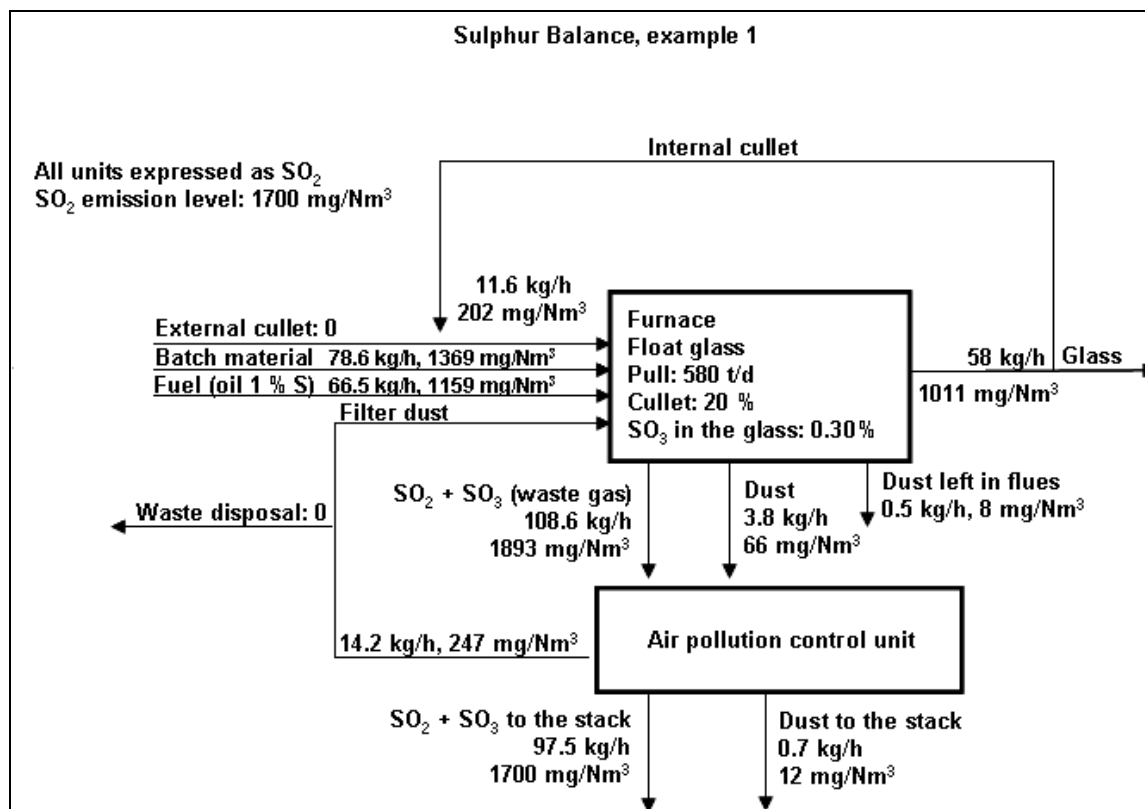 Sulphur Balance, example 1
Internal cullet
All units expressed as SO₂
SO₂ emission level: 1700 mg/Nm³
11.6 kg/h
202 mg/Nm³
External cullet: 0
Batch material 78.6 kg/h, 1369 mg/Nm³
Fuel (oil 1 % S) 66.5 kg/h, 1159 mg/Nm³
Filter dust
Furnace
Float glass
Pull: 580 t/d
Cullet: 20 %
SO₃ in the glass: 0.30%
58 kg/h Glass
1011 mg/Nm³
SO₂ + SO₃ (waste gas)
108.6 kg/h
1893 mg/Nm³
Dust
3.8 kg/h
66 mg/Nm³
Dust left in flues
0.5 kg/h, 8 mg/Nm³
Waste disposal: 0
14.2 kg/h, 247 mg/Nm³
Air pollution control unit
SO₂ + SO₃ to the stack
97.5 kg/h
1700 mg/Nm³
Dust to the stack
0.7 kg/h
12 mg/Nm³